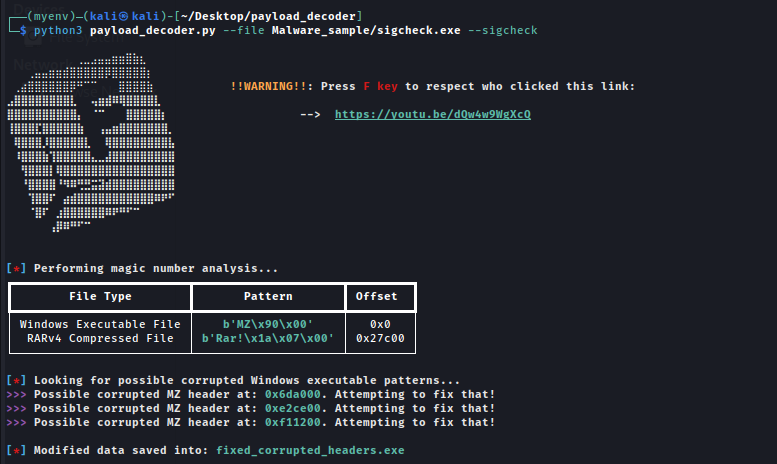 (myenv)-(kali㉿kali)-[~/Desktop/payload_decoder]
$ python3 payload_decoder.py --file Malware_sample/sigcheck.exe --sigcheck
!!WARNING!!: Press F key to respect who clicked this link:
--> https://youtu.be/dQw4w9WgXcQ
[*] Performing magic number analysis...
File Type Pattern Offset
Windows Executable File b'MZ\x90\x00' 0x0
RARv4 Compressed File b'Rar!\x1a\x07\x00' 0x27c00
[*] Looking for possible corrupted Windows executable patterns...
>>> Possible corrupted MZ header at: 0x6da000. Attempting to fix that!
>>> Possible corrupted MZ header at: 0xe2ce00. Attempting to fix that!
>>> Possible corrupted MZ header at: 0xf11200. Attempting to fix that!
[*] Modified data saved into: fixed_corrupted_headers.exe